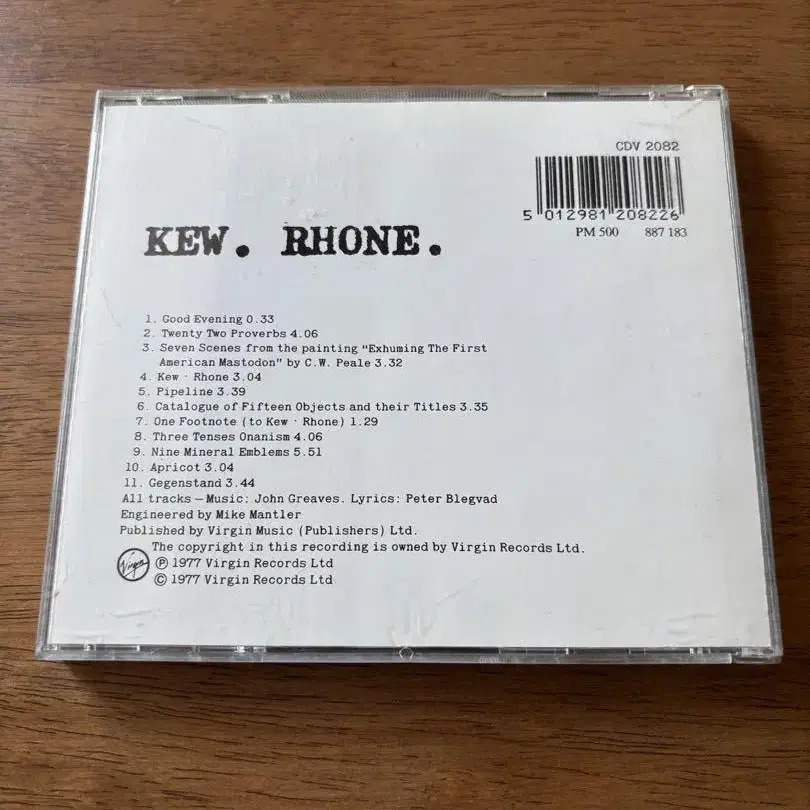 CDV 2082
5 012981 208226
PM 500 887 183
KEW. RHONE.
1. Good Evening 0.33
2. Twenty Two Proverbs 4.06
3. Seven Scenes from the painting “Exhuming The First
American Mastodon” by C.W. Peale 3.32
4. Kew · Rhone 3.04
5. Pipeline 3.39
6. Catalogue of Fifteen Objects and their Titles 3.35
7. One Footnote (to Kew · Rhone) 1.29
8. Three Tenses Onanism 4.06
9. Nine Mineral Emblems 5.51
10. Apricot 3.04
11. Gegenstand 3.44
All tracks – Music: John Greaves. Lyrics: Peter Blegvad
Engineered by Mike Mantler
Published by Virgin Music (Publishers) Ltd.
The copyright in this recording is owned by Virgin Records Ltd.
Virgin
Ⓟ 1977 Virgin Records Ltd
© 1977 Virgin Records Ltd